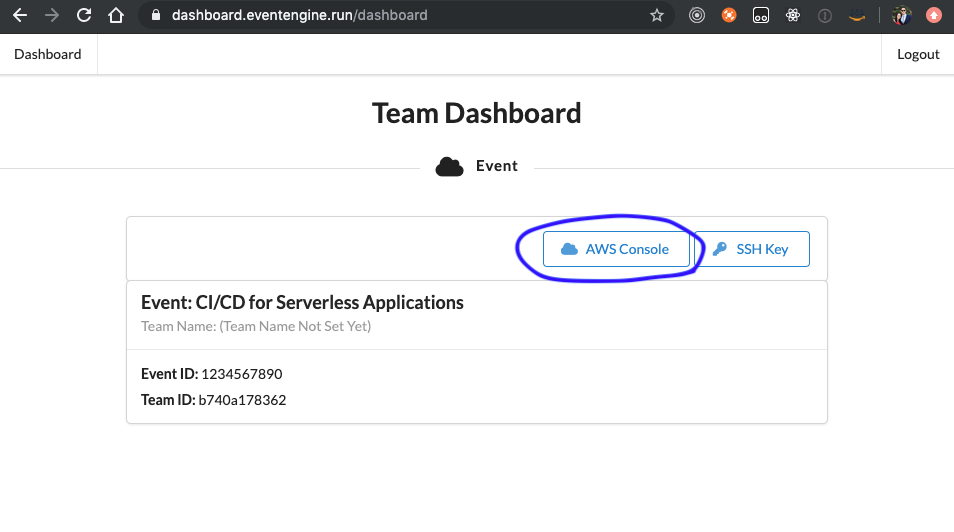 dashboard.eventengine.run/dashboard
Dashboard
Logout
Team Dashboard
Event
AWS Console
SSH Key
Event: CI/CD for Serverless Applications
Team Name: (Team Name Not Set Yet)
Event ID: 1234567890
Team ID: b740a178362